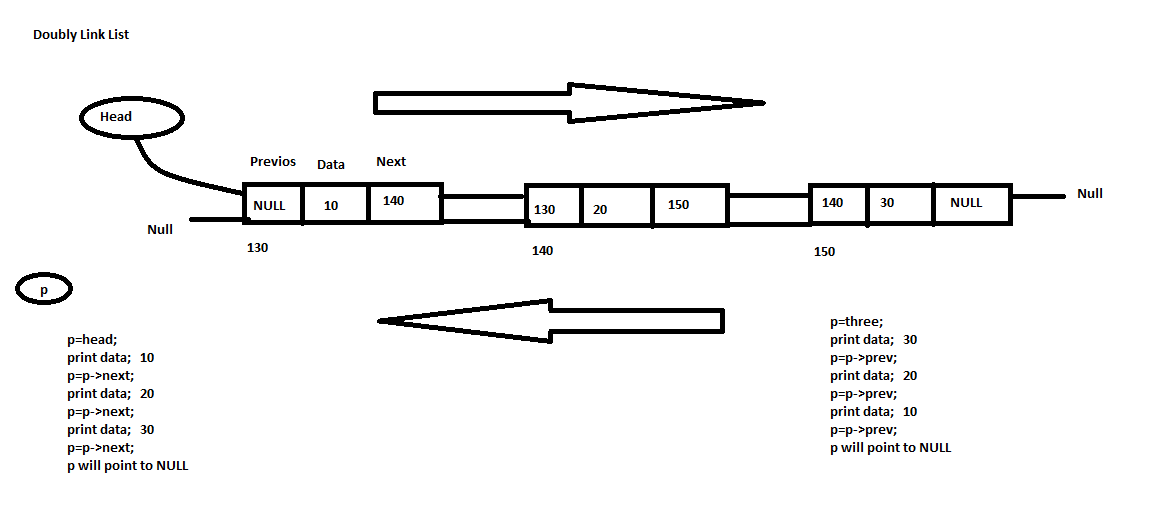 Doubly Link List
Head
Previos Data Next
NULL 10 140
130 20 150
140 30 NULL
Null
Null
130
140
150
p
p=head;
print data; 10
p=p->next;
print data; 20
p=p->next;
print data; 30
p=p->next;
p will point to NULL
p=three;
print data; 30
p=p->prev;
print data; 20
p=p->prev;
print data; 10
p=p->prev;
p will point to NULL